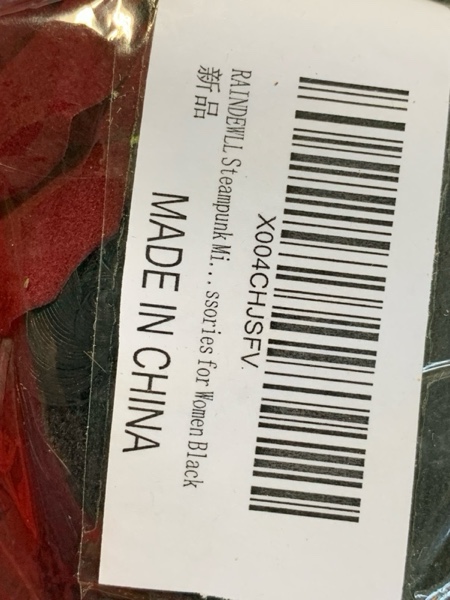 X004CHJSFV.
RAINDEWLL Steampunk Mi...ssories for Women Black
新品
MADE IN CHINA